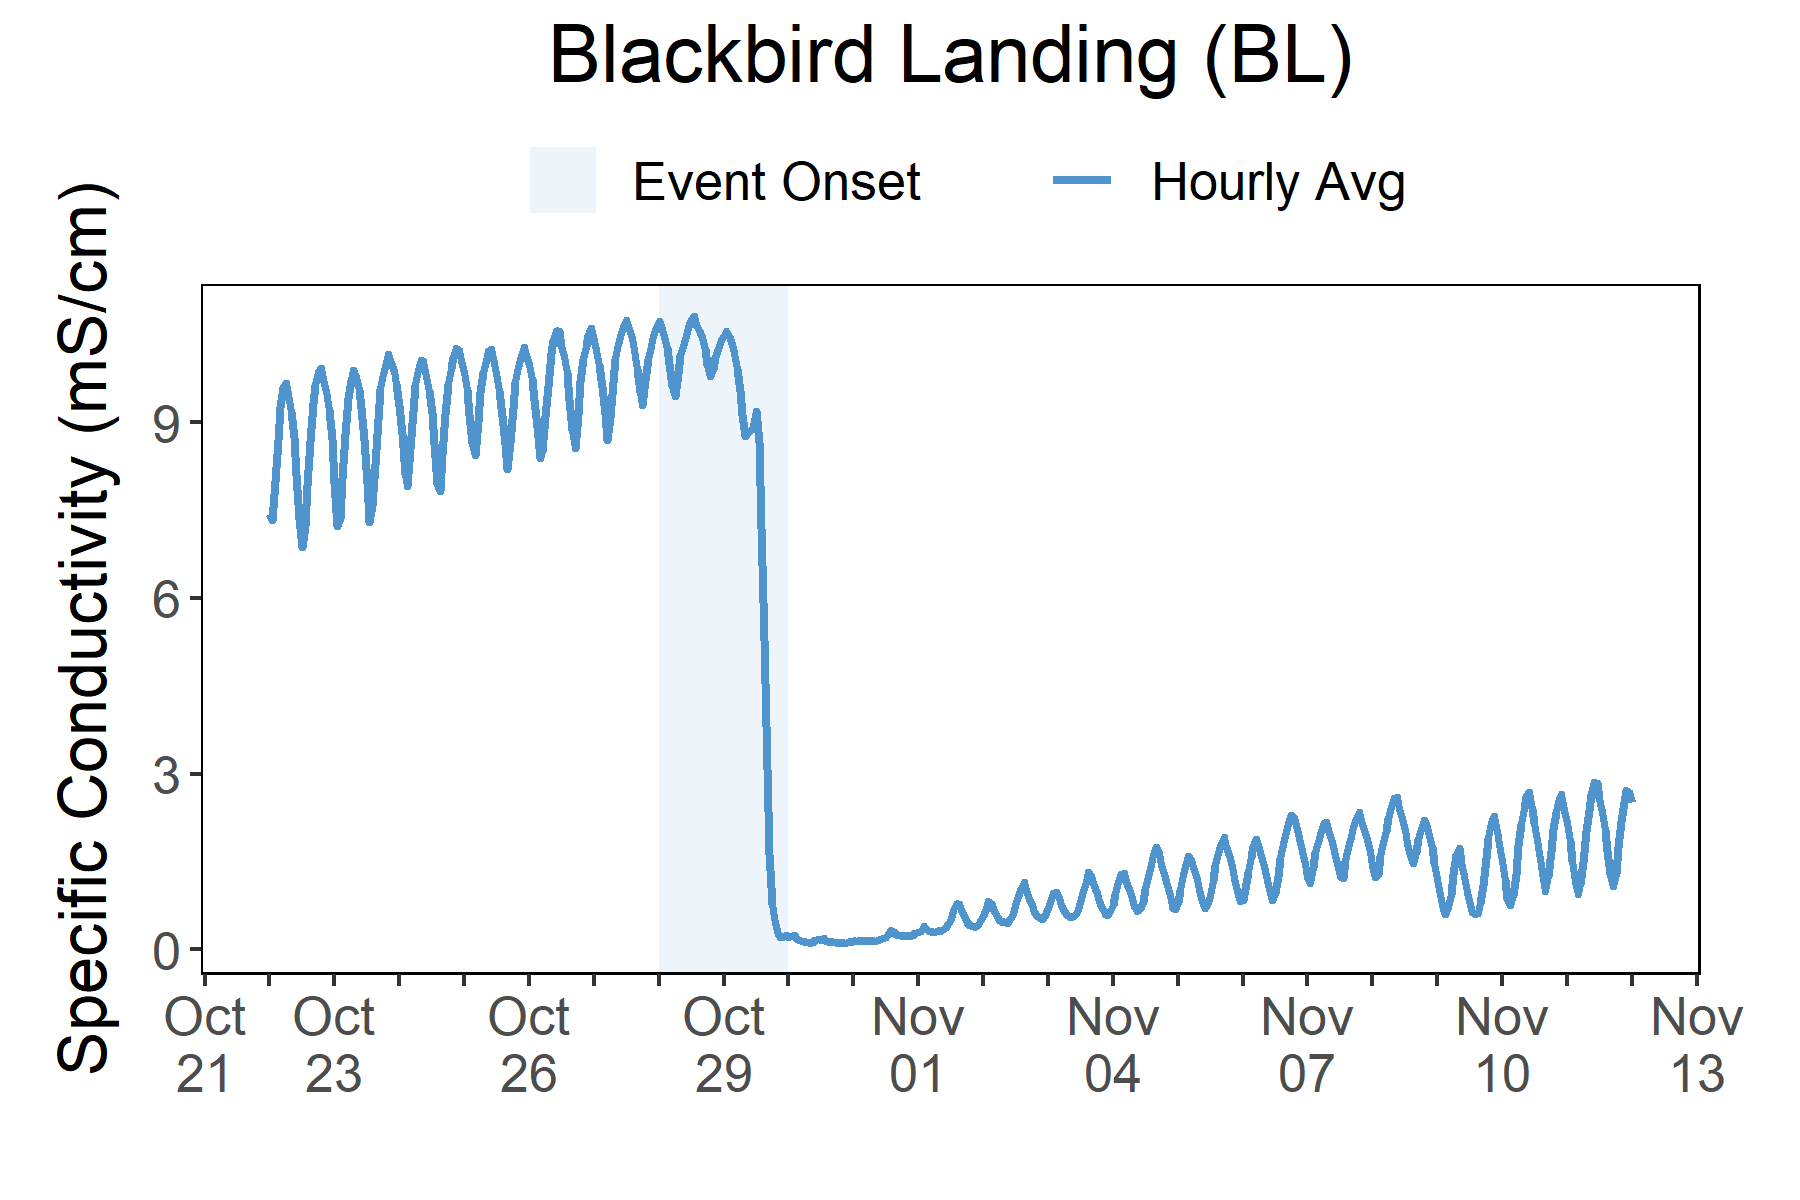 Blackbird Landing (BL)
Event Onset
Hourly Avg
Specific Conductivity (mS/cm)
9
6
3
0
Oct
21
Oct
23
Oct
26
Oct
29
Nov
01
Nov
04
Nov
07
Nov
10
Nov
13